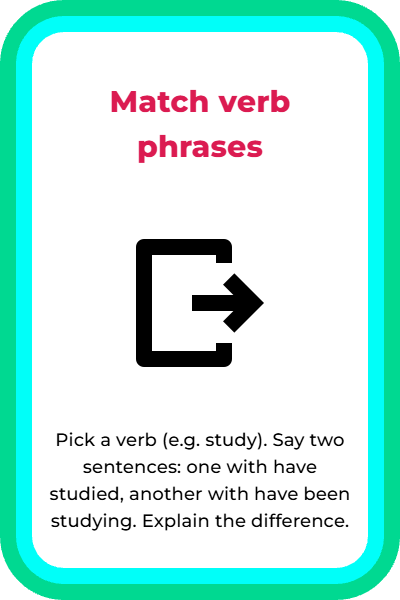 Match verb
phrases
Pick a verb (e.g. study). Say two
sentences: one with have
studied, another with have been
studying. Explain the difference.